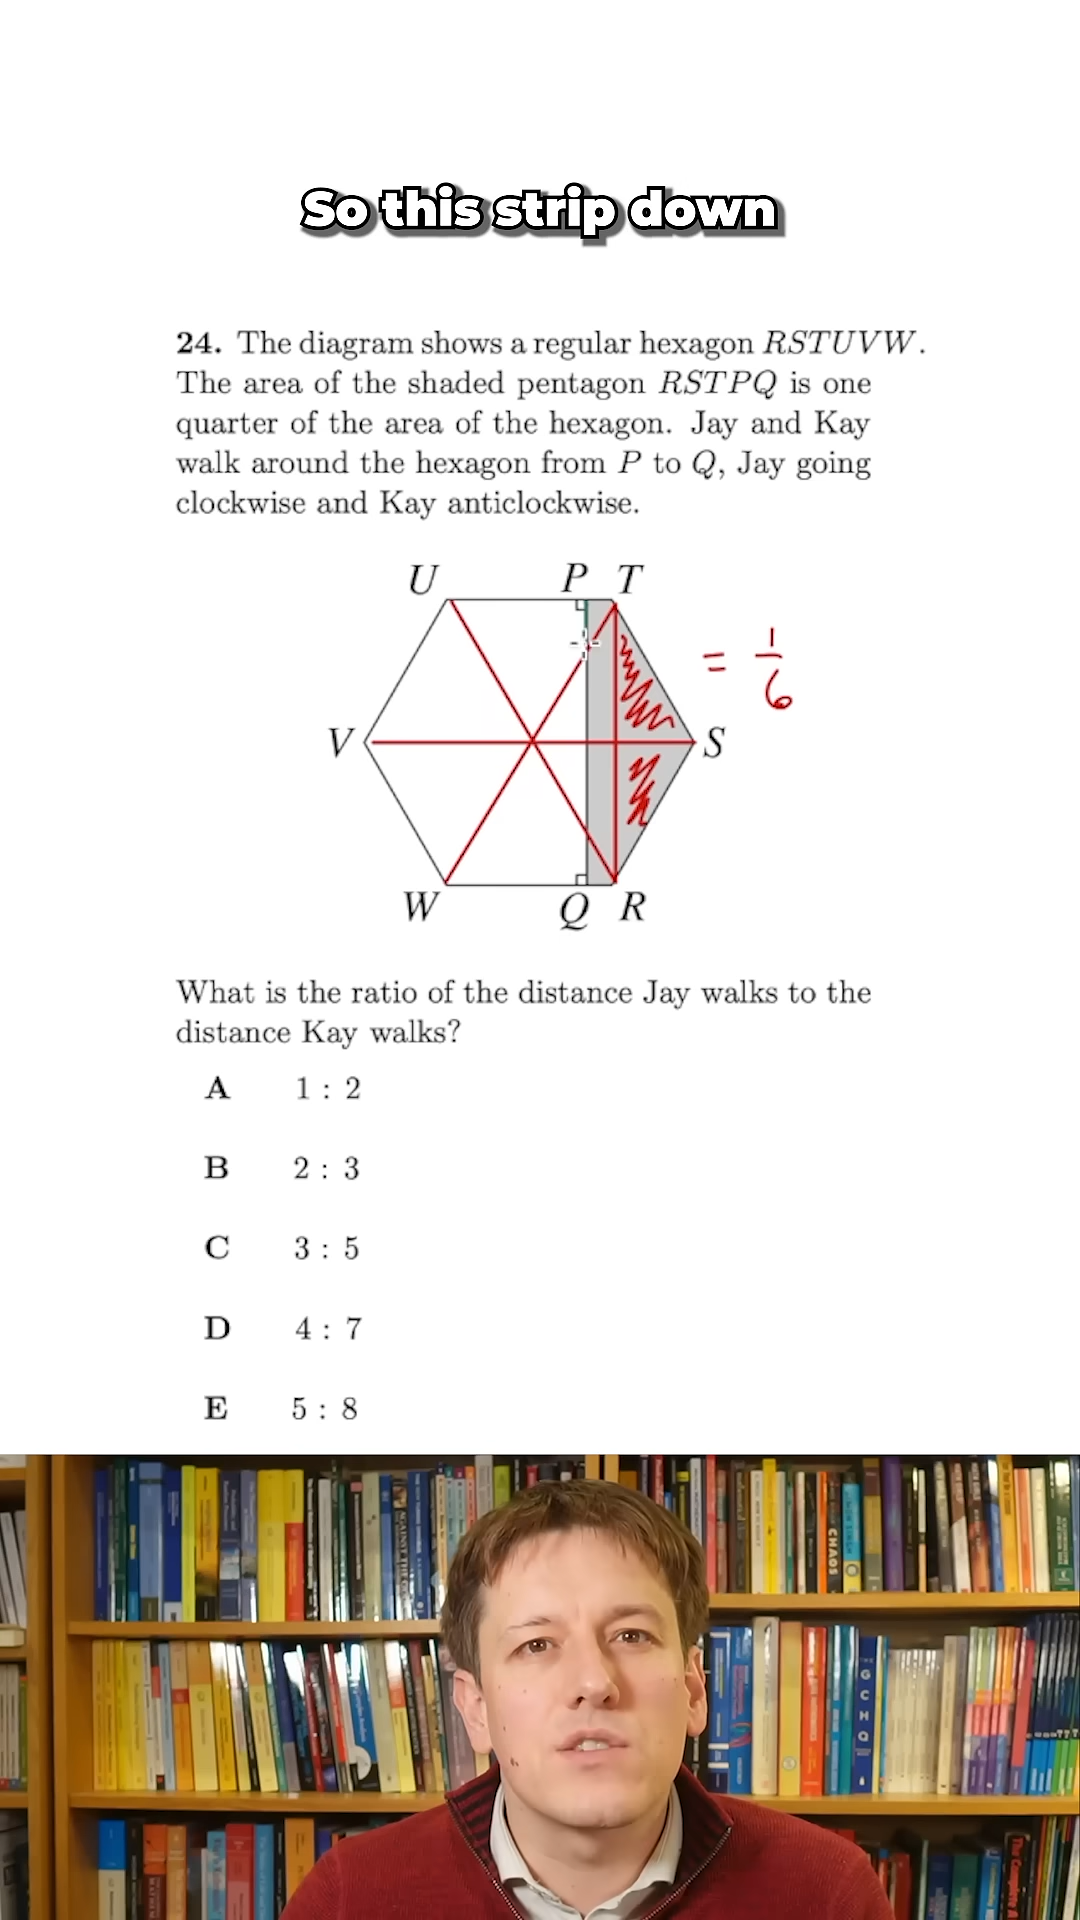 So this strip down
24. The diagram shows a regular hexagon RSTUVW.
The area of the shaded pentagon RSTPQ is one
quarter of the area of the hexagon. Jay and Kay
walk around the hexagon from P to Q, Jay going
clockwise and Kay anticlockwise.
U P T
= 1/6
V S
W Q R
What is the ratio of the distance Jay walks to the
distance Kay walks?
A 1 : 2
B 2 : 3
C 3 : 5
D 4 : 7
E 5 : 8
CHAOS
GCHQ